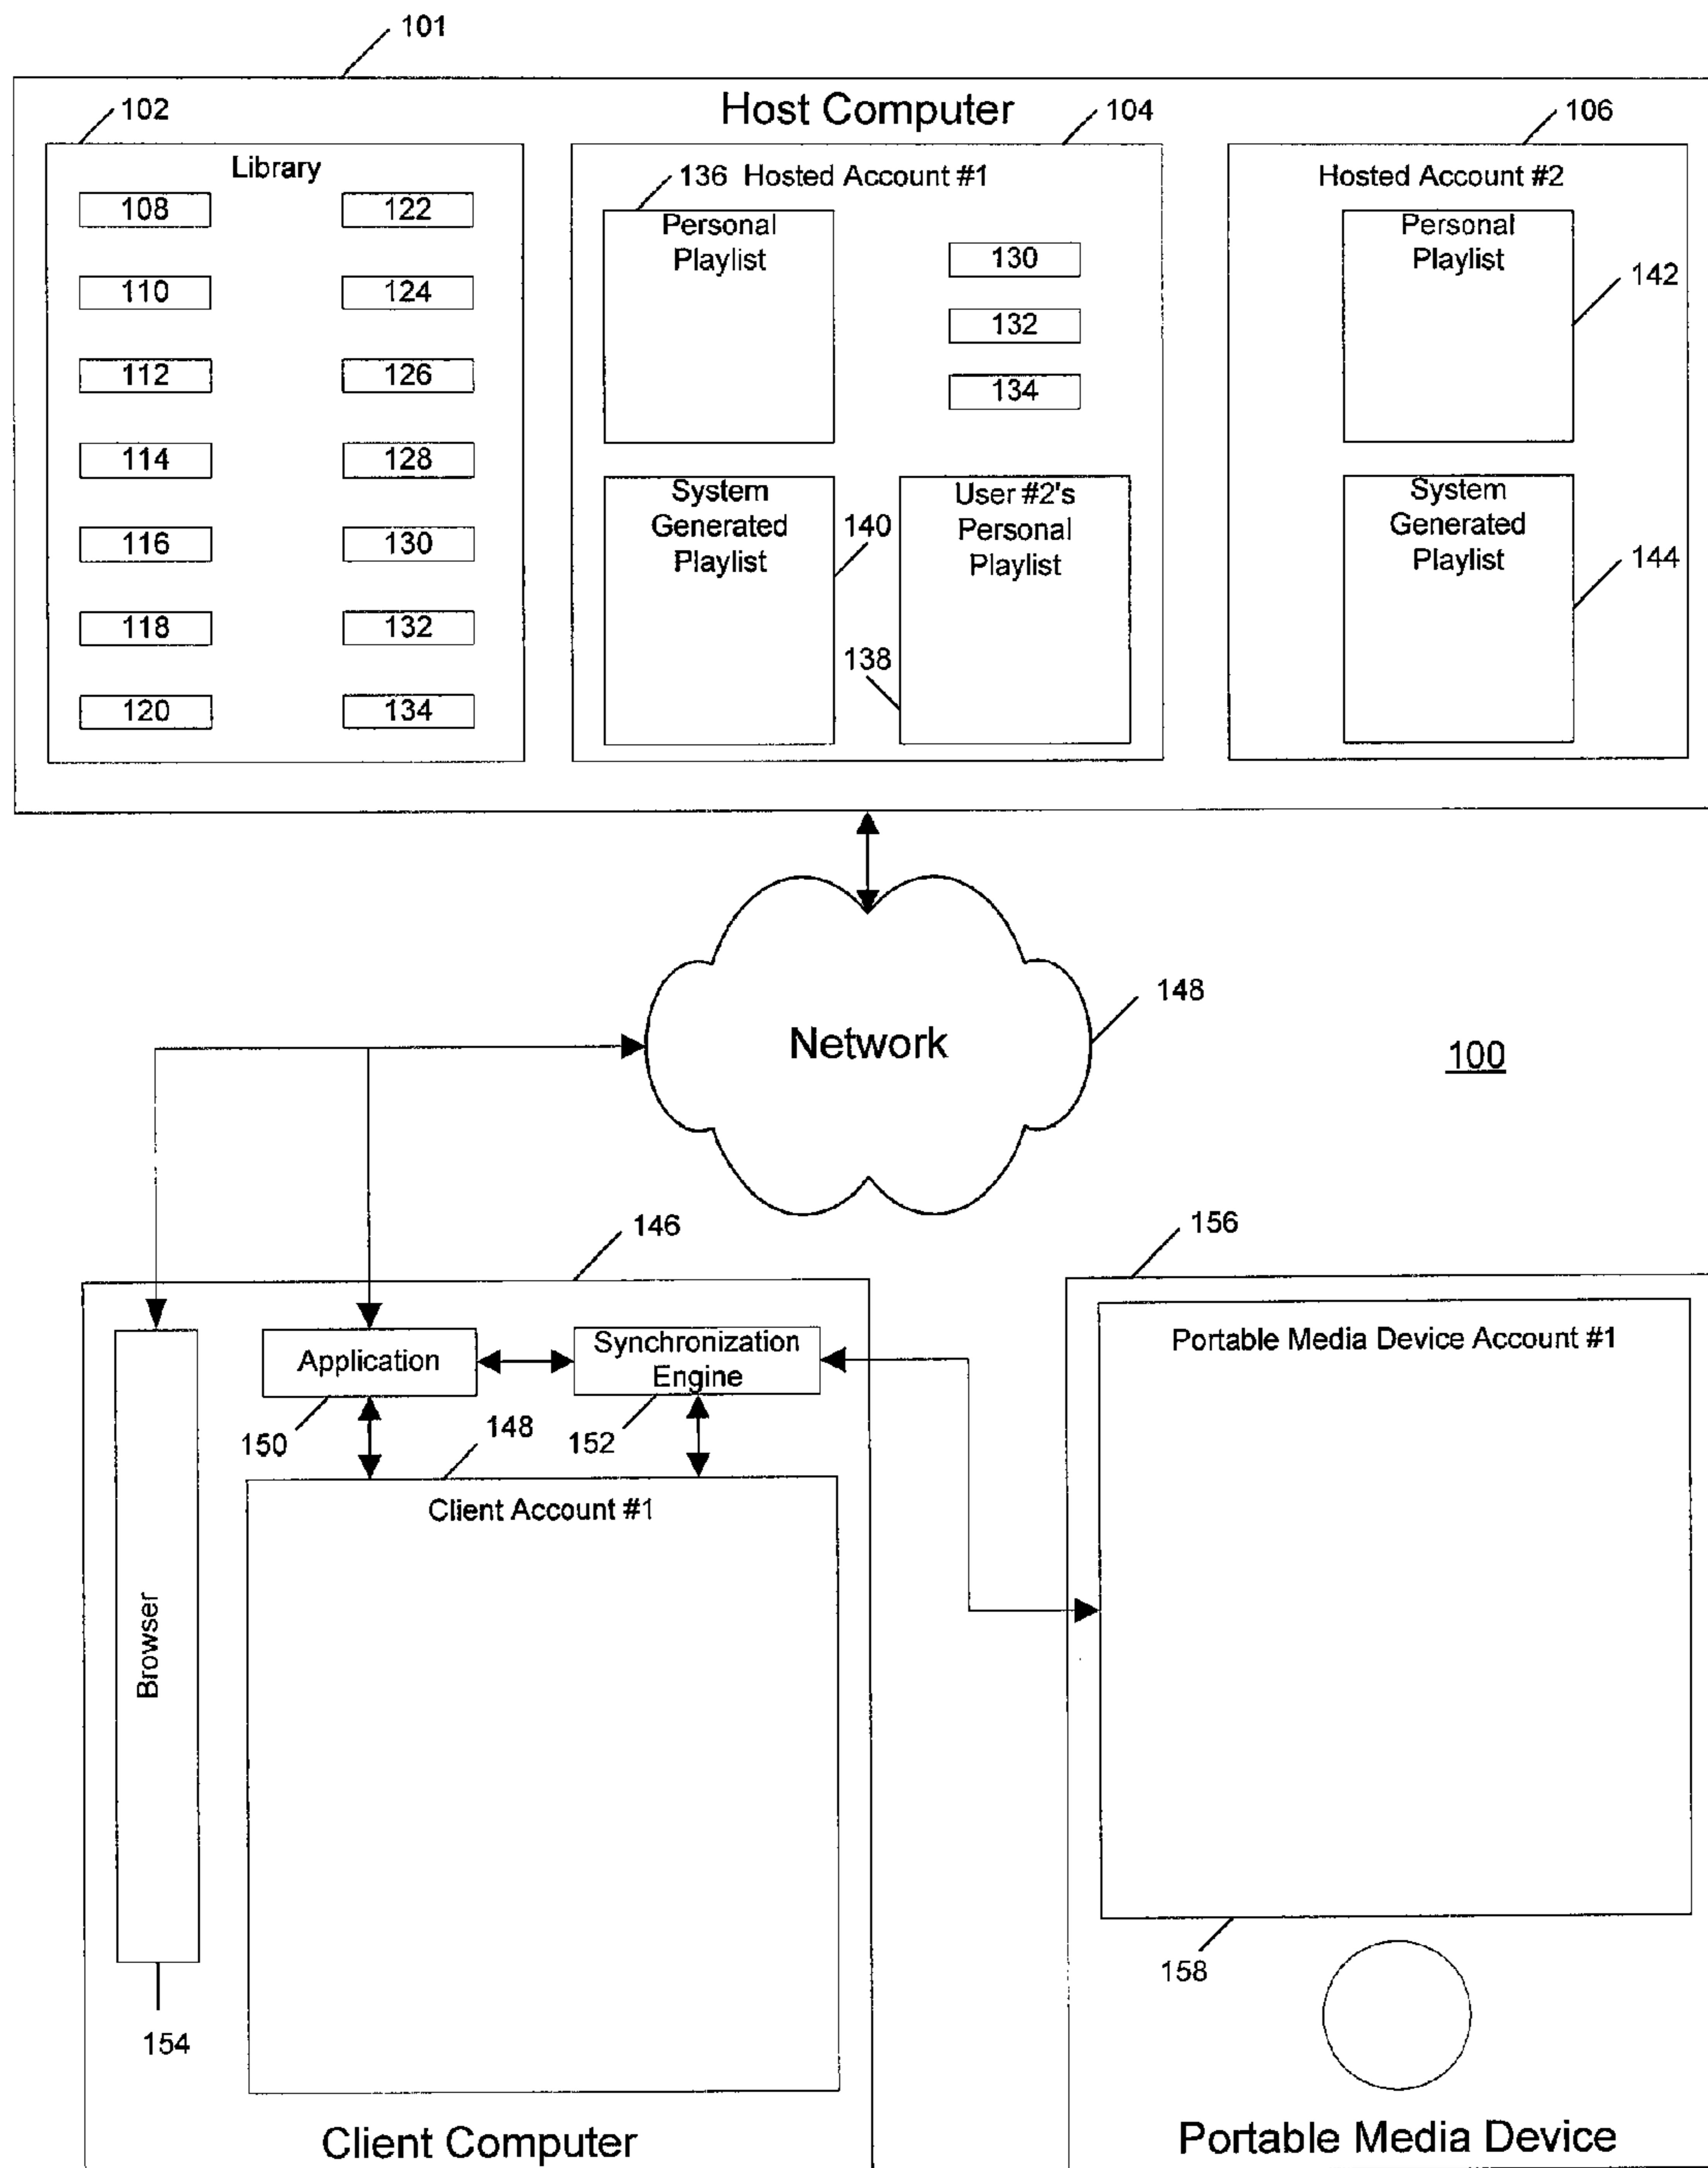 101
Host Computer
102
104
106
Library
108
122
110
124
112
126
114
128
116
130
118
132
120
134
136 Hosted Account #1
Personal
Playlist
130
132
134
System
Generated
Playlist
140
User #2's
Personal
Playlist
138
Hosted Account #2
Personal
Playlist
142
System
Generated
Playlist
144
Network
148
100
146
156
Application
Synchronization
Engine
150
148
152
Client Account #1
Browser
154
Client Computer
Portable Media Device Account #1
158
Portable Media Device